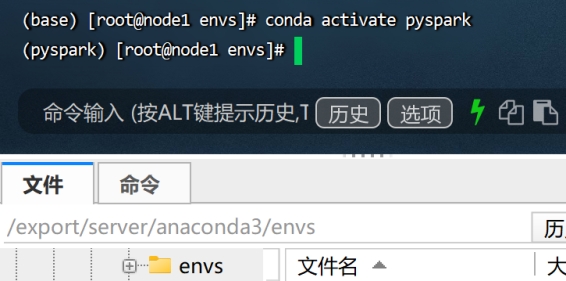 (base) [root@node1 envs]# conda activate pyspark
(pyspark) [root@node1 envs]#
命令输入 (按ALT键提示历史,T 历史 选项
文件 命令
/export/server/anaconda3/envs 历
envs 文件名 大